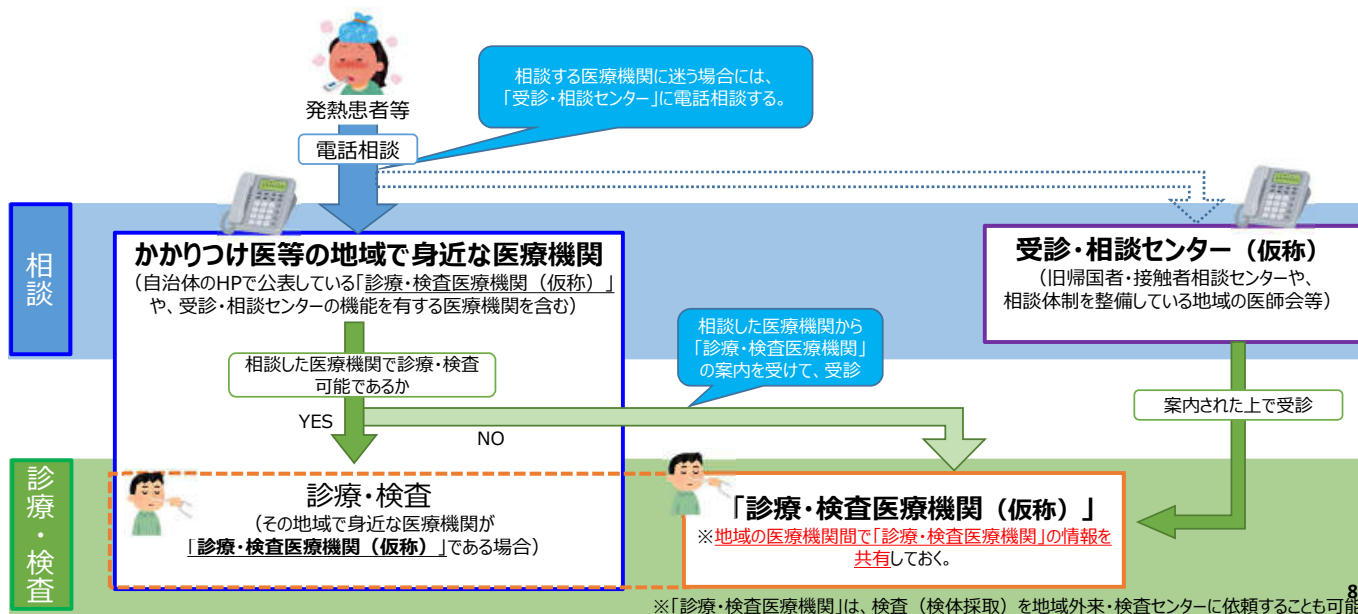 発熱患者等
電話相談
相談する医療機関に迷う場合には、
「受診・相談センター」に電話相談する。
相談
かかりつけ医等の地域で身近な医療機関
（自治体のHPで公表している「診療・検査医療機関（仮称）」
や、受診・相談センターの機能を有する医療機関を含む）
受診・相談センター（仮称）
（旧帰国者・接触者相談センターや、
相談体制を整備している地域の医師会等）
相談した医療機関で診療・検査
可能であるか
相談した医療機関から
「診療・検査医療機関」
の案内を受けて、受診
案内された上で受診
YES
NO
診療・検査
診療・検査
（その地域で身近な医療機関が
「診療・検査医療機関（仮称）」である場合）
「診療・検査医療機関（仮称）」
※地域の医療機関間で「診療・検査医療機関」の情報を
共有しておく。
※「診療・検査医療機関」は、検査（検体採取）を地域外来・検査センターに依頼することも可能
8